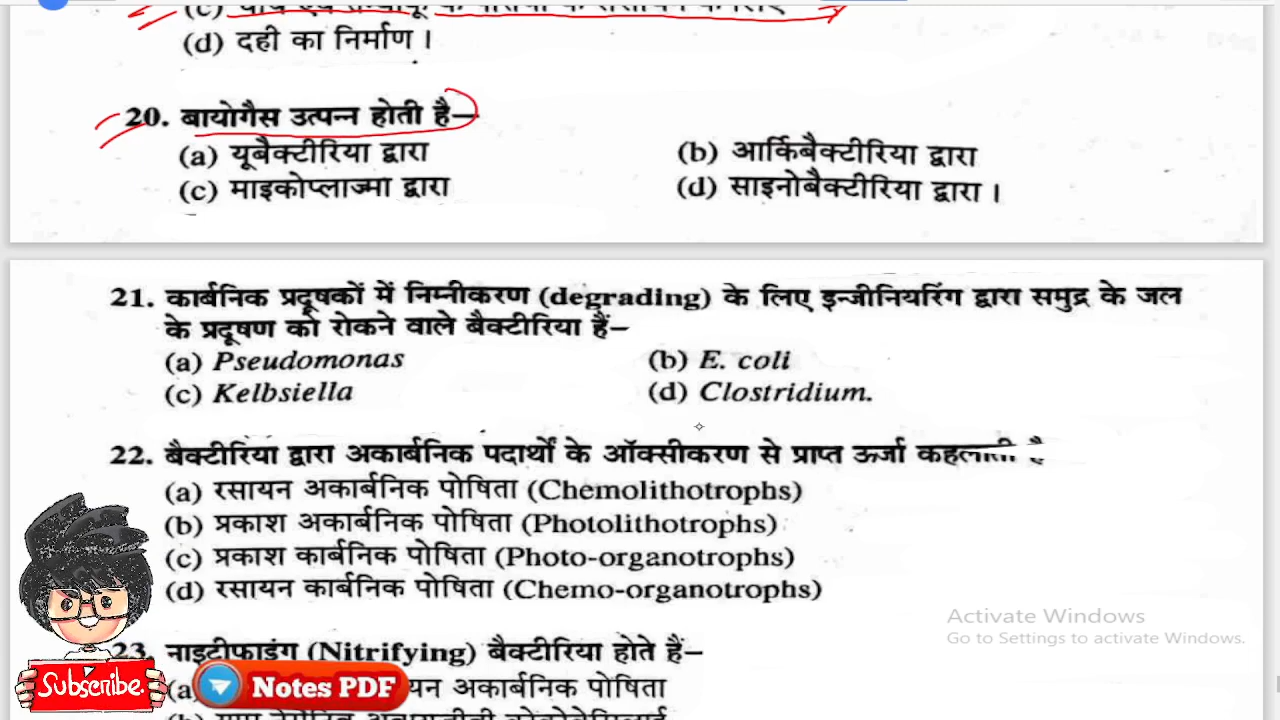 (d) दही का निर्माण ।
20. बायोगैस उत्पन्न होती है–
(a) यूबैक्टीरिया द्वारा (b) आर्किबैक्टीरिया द्वारा
(c) माइकोप्लाज्मा द्वारा (d) साइनोबैक्टीरिया द्वारा ।
21. कार्बनिक प्रदूषकों में निम्नीकरण (degrading) के लिए इन्जीनियरिंग द्वारा समुद्र के जल
के प्रदूषण को रोकने वाले बैक्टीरिया हैं–
(a) Pseudomonas (b) E. coli
(c) Kelbsiella (d) Clostridium.
22. बैक्टीरिया द्वारा अकार्बनिक पदार्थों के ऑक्सीकरण से प्राप्त ऊर्जा कहलाती है
(a) रसायन अकार्बनिक पोषिता (Chemolithotrophs)
(b) प्रकाश अकार्बनिक पोषिता (Photolithotrophs)
(c) प्रकाश कार्बनिक पोषिता (Photo-organotrophs)
(d) रसायन कार्बनिक पोषिता (Chemo-organotrophs)
Activate Windows
Go to Settings to activate Windows.
23. नाइटीफाइंग (Nitrifying) बैक्टीरिया होते हैं–
Subscribe.
Notes PDF
(a) अकार्बनिक पोषिता